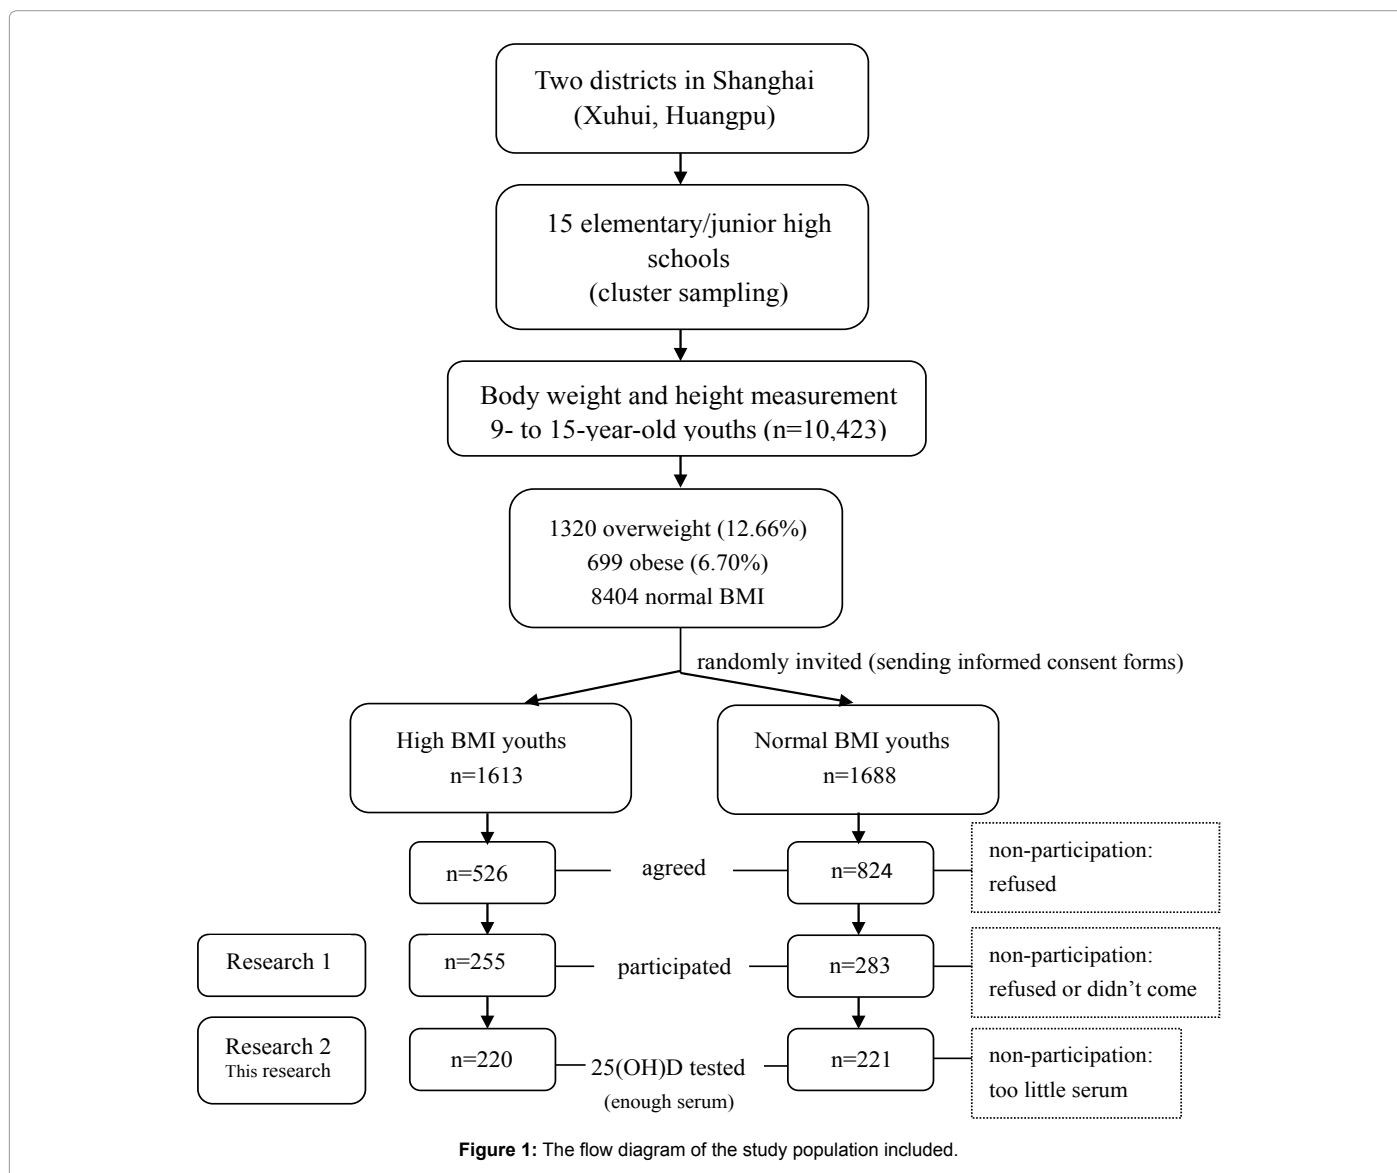 Two districts in Shanghai
(Xuhui, Huangpu)
15 elementary/junior high
schools
(cluster sampling)
Body weight and height measurement
9- to 15-year-old youths (n=10,423)
1320 overweight (12.66%)
699 obese (6.70%)
8404 normal BMI
randomly invited (sending informed consent forms)
High BMI youths
n=1613
Normal BMI youths
n=1688
n=526
agreed
n=824
non-participation:
refused
Research 1
n=255
participated
n=283
non-participation:
refused or didn't come
Research 2
This research
n=220
25(OH)D tested
(enough serum)
n=221
non-participation:
too little serum
Figure 1: The flow diagram of the study population included.